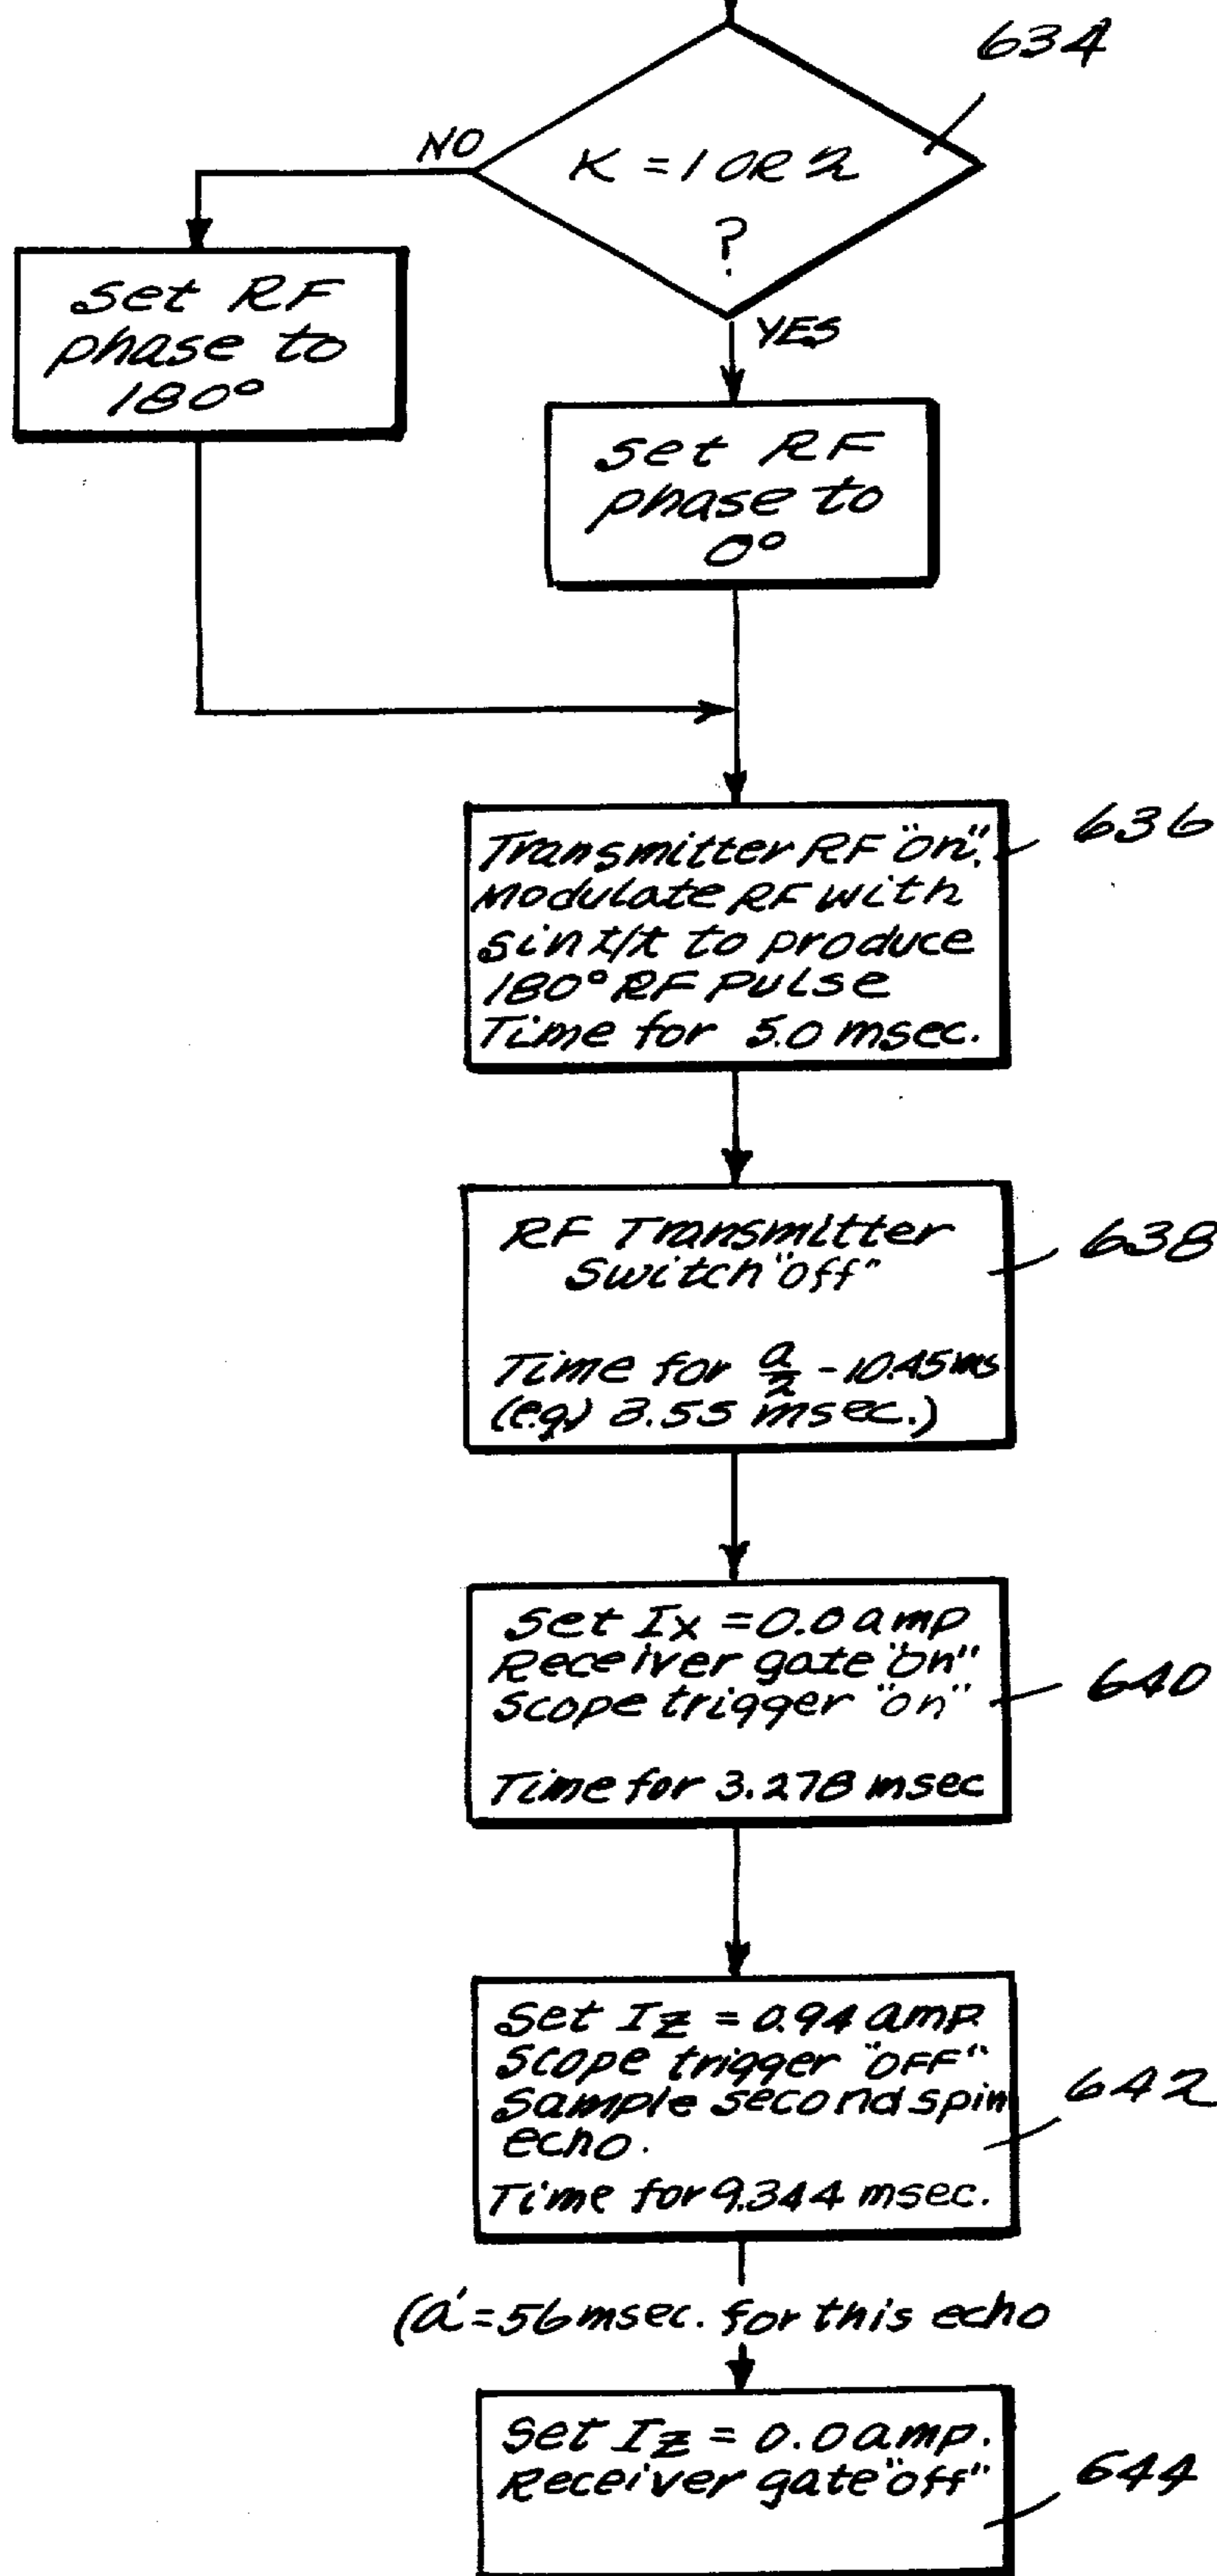 634
NO
K = 1 OR 2
?
YES
set RF
phase to
180°
set RF
phase to
0°
636
Transmitter RF "on".
Modulate RF with
sin t/t to produce
180° RF Pulse
Time for 5.0 msec.
638
RF Transmitter
Switch "off"
Time for a/2 - 10.45 ms
(e.g.) 3.55 msec.)
640
Set Ix = 0.0 amp
Receiver gate "on"
Scope trigger "on"
Time for 3.278 msec
642
Set Iz = 0.94 amp.
Scope trigger "OFF"
Sample second spin
echo.
Time for 9.344 msec.
(a' = 56 msec. for this echo
644
Set Iz = 0.0 amp.
Receiver gate "off"